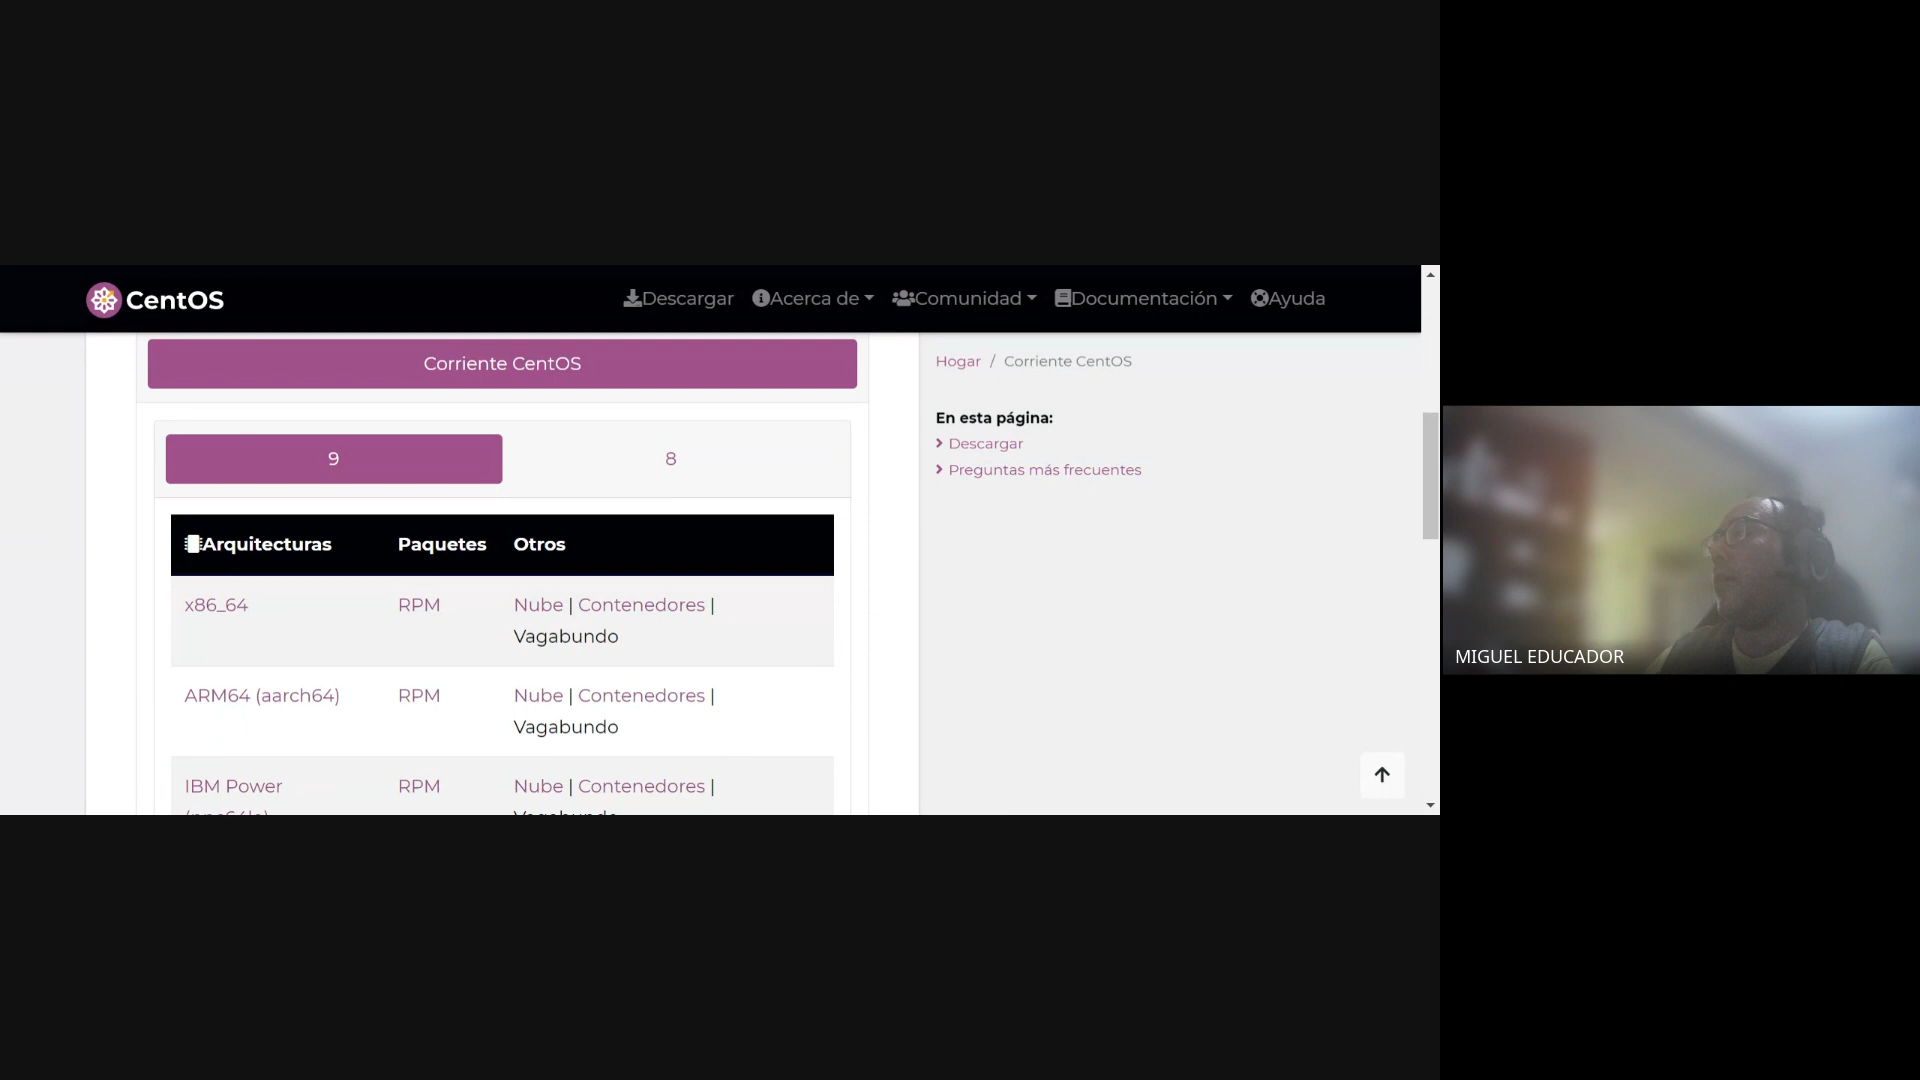 CentOS
Descargar Acerca de Comunidad Documentación Ayuda
Corriente CentOS
9 8
Arquitecturas Paquetes Otros
x86_64 RPM Nube | Contenedores |
Vagabundo
ARM64 (aarch64) RPM Nube | Contenedores |
Vagabundo
IBM Power RPM Nube | Contenedores |
Hogar / Corriente CentOS
En esta página:
Descargar
Preguntas más frecuentes
MIGUEL EDUCADOR